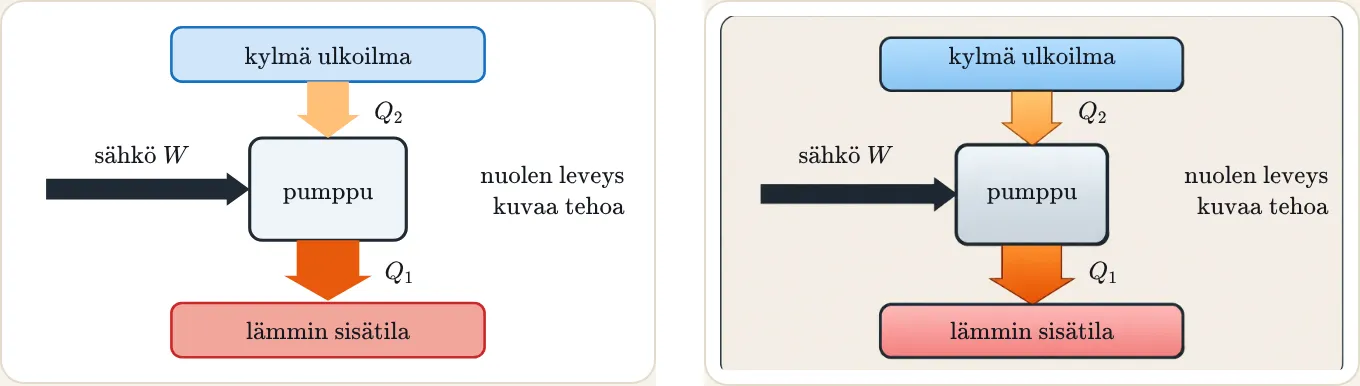 kylmä ulkoilma
Q₂
sähkö W
pumppu
nuolen leveys
kuvaa tehoa
Q₁
lämmin sisätila
kylmä ulkoilma
Q₂
sähkö W
pumppu
nuolen leveys
kuvaa tehoa
Q₁
lämmin sisätila